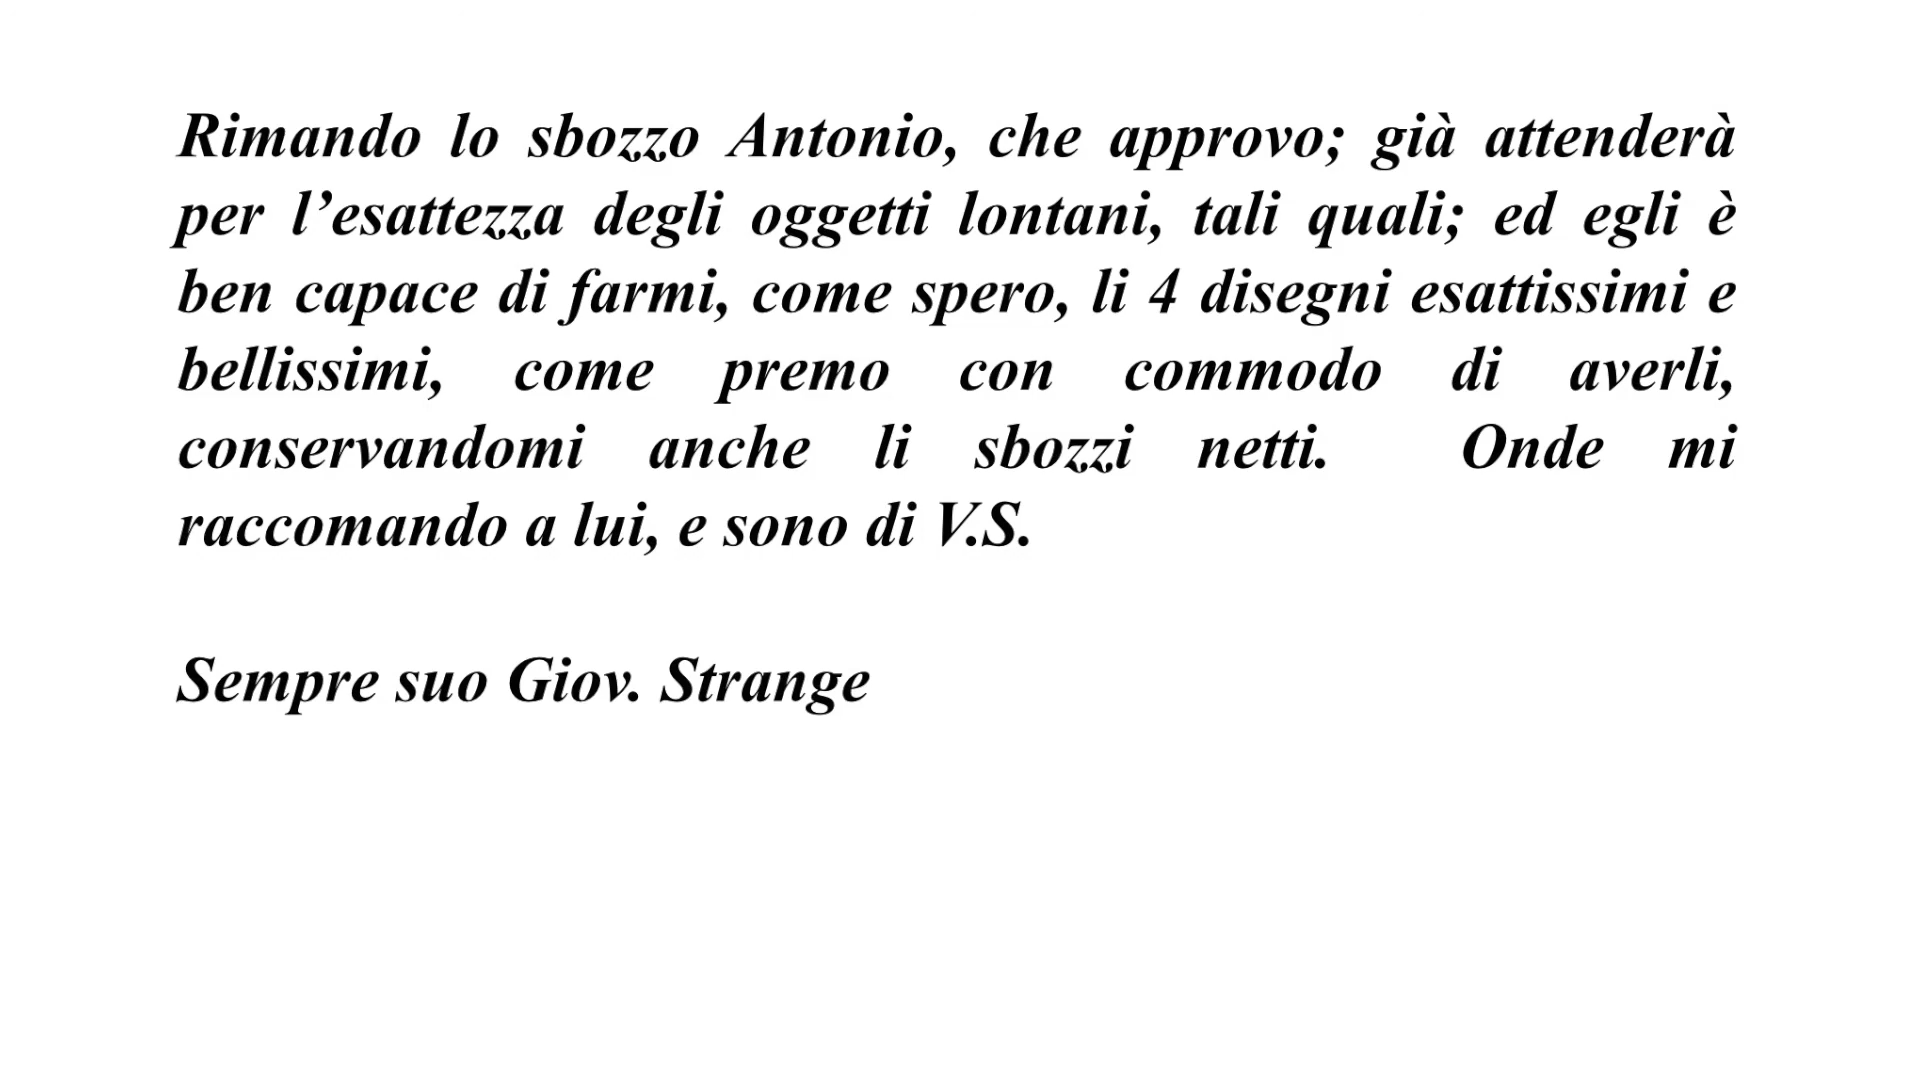 Rimando lo sbozzo Antonio, che approvo; già attenderà
per l’esattezza degli oggetti lontani, tali quali; ed egli è
ben capace di farmi, come spero, li 4 disegni esattissimi e
bellissimi, come premo con commodo di averli,
conservandomi anche li sbozzi netti. Onde mi
raccomando a lui, e sono di V.S.
Sempre suo Giov. Strange